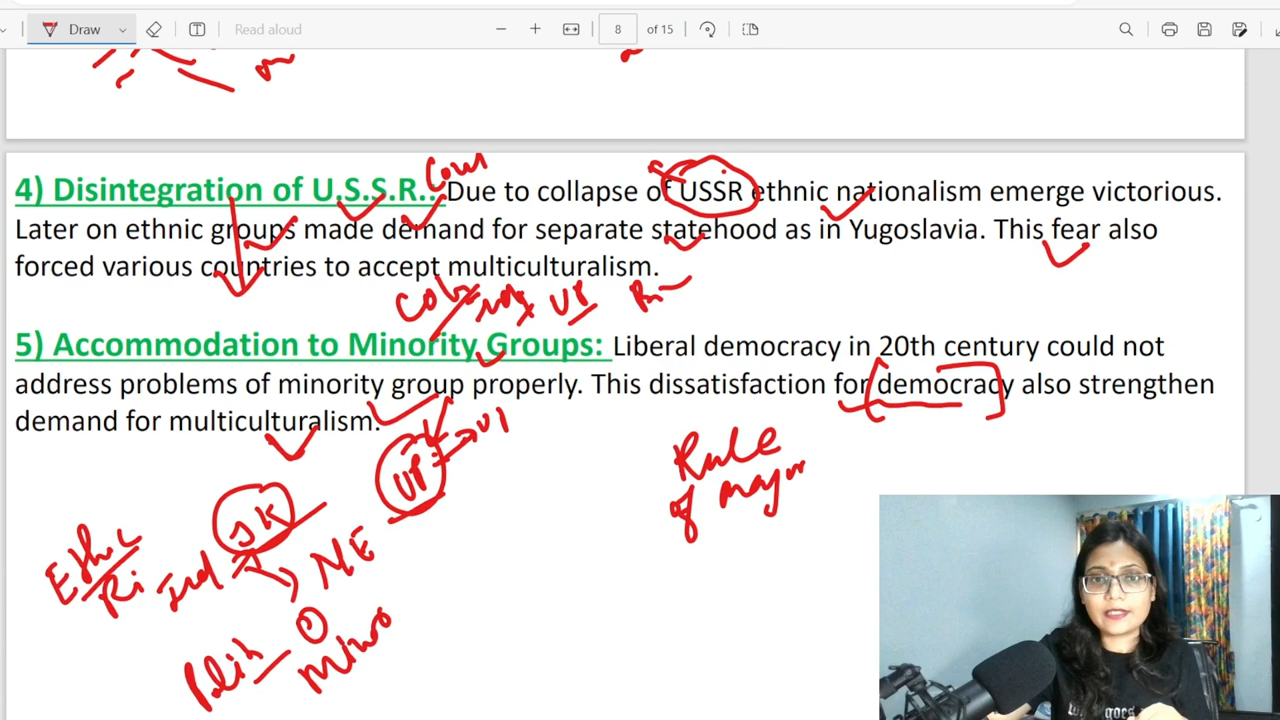 Draw
Read aloud
8 of 15
4) Disintegration of U.S.S.R.: Due to collapse of USSR ethnic nationalism emerge victorious.
Later on ethnic groups made demand for separate statehood as in Yugoslavia. This fear also
forced various countries to accept multiculturalism.
UP
5) Accommodation to Minority Groups: Liberal democracy in 20th century could not
address problems of minority group properly. This dissatisfaction for democracy also strengthen
demand for multiculturalism.
Rule
of major
UP
JK
NE
Ind
Mino